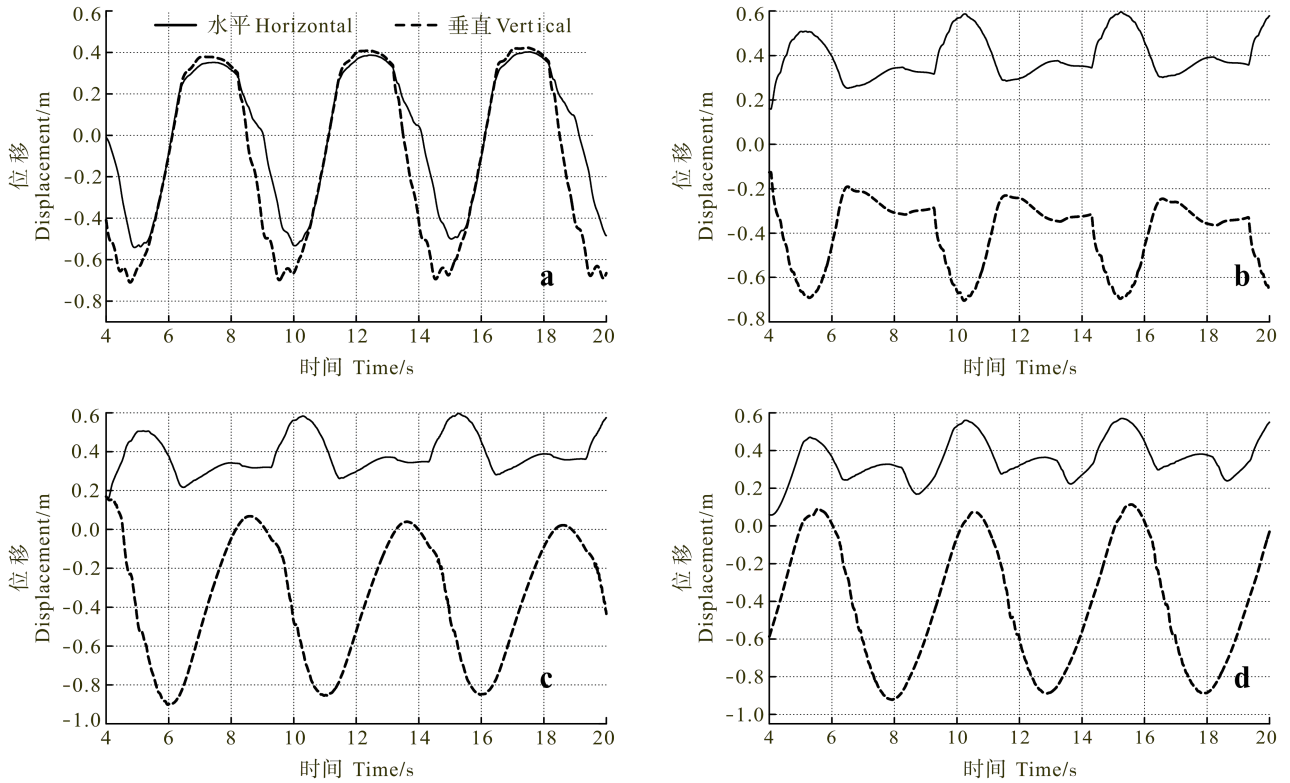 水平 Horizontal 垂直 Vertical
0.6
0.4
0.2
0.0
-0.2
-0.4
-0.6
-0.8
位移
Displacement/m
a
4 6 8 10 12 14 16 18 20
时间 Time/s
0.6
0.4
0.2
0.0
-0.2
-0.4
-0.6
-0.8
位移
Displacement/m
b
4 6 8 10 12 14 16 18 20
时间 Time/s
0.6
0.4
0.2
0.0
-0.2
-0.4
-0.6
-0.8
-1.0
位移
Displacement/m
c
4 6 8 10 12 14 16 18 20
时间 Time/s
0.6
0.4
0.2
0.0
-0.2
-0.4
-0.6
-0.8
-1.0
位移
Displacement/m
d
4 6 8 10 12 14 16 18 20
时间 Time/s